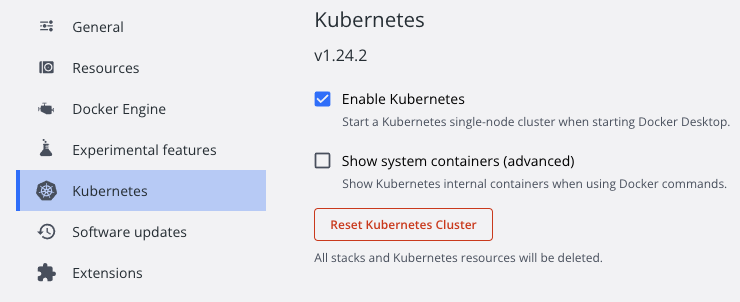 General
Resources
Docker Engine
Experimental features
Kubernetes
Software updates
Extensions
Kubernetes
v1.24.2
Enable Kubernetes
Start a Kubernetes single-node cluster when starting Docker Desktop.
Show system containers (advanced)
Show Kubernetes internal containers when using Docker commands.
Reset Kubernetes Cluster
All stacks and Kubernetes resources will be deleted.